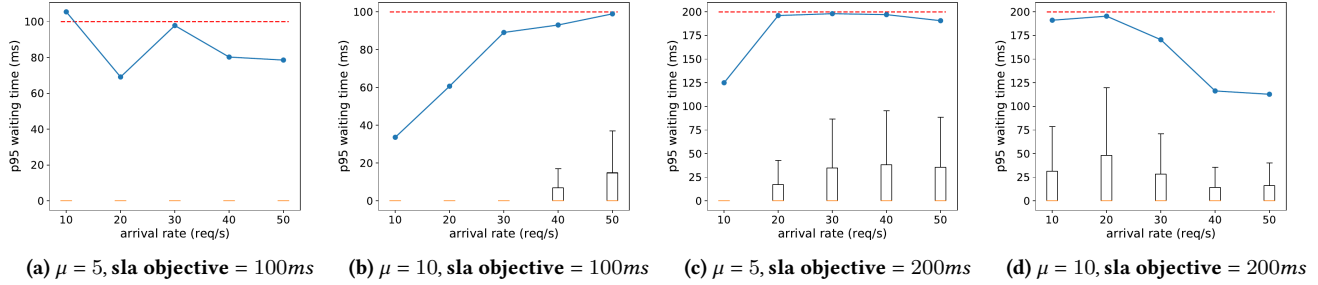 p95 waiting time (ms)
100
80
60
40
20
0
10 20 30 40 50
arrival rate (req/s)
(a) μ = 5, sla objective = 100ms
p95 waiting time (ms)
100
80
60
40
20
0
10 20 30 40 50
arrival rate (req/s)
(b) μ = 10, sla objective = 100ms
p95 waiting time (ms)
200
175
150
125
100
75
50
25
0
10 20 30 40 50
arrival rate (req/s)
(c) μ = 5, sla objective = 200ms
p95 waiting time (ms)
200
175
150
125
100
75
50
25
0
10 20 30 40 50
arrival rate (req/s)
(d) μ = 10, sla objective = 200ms